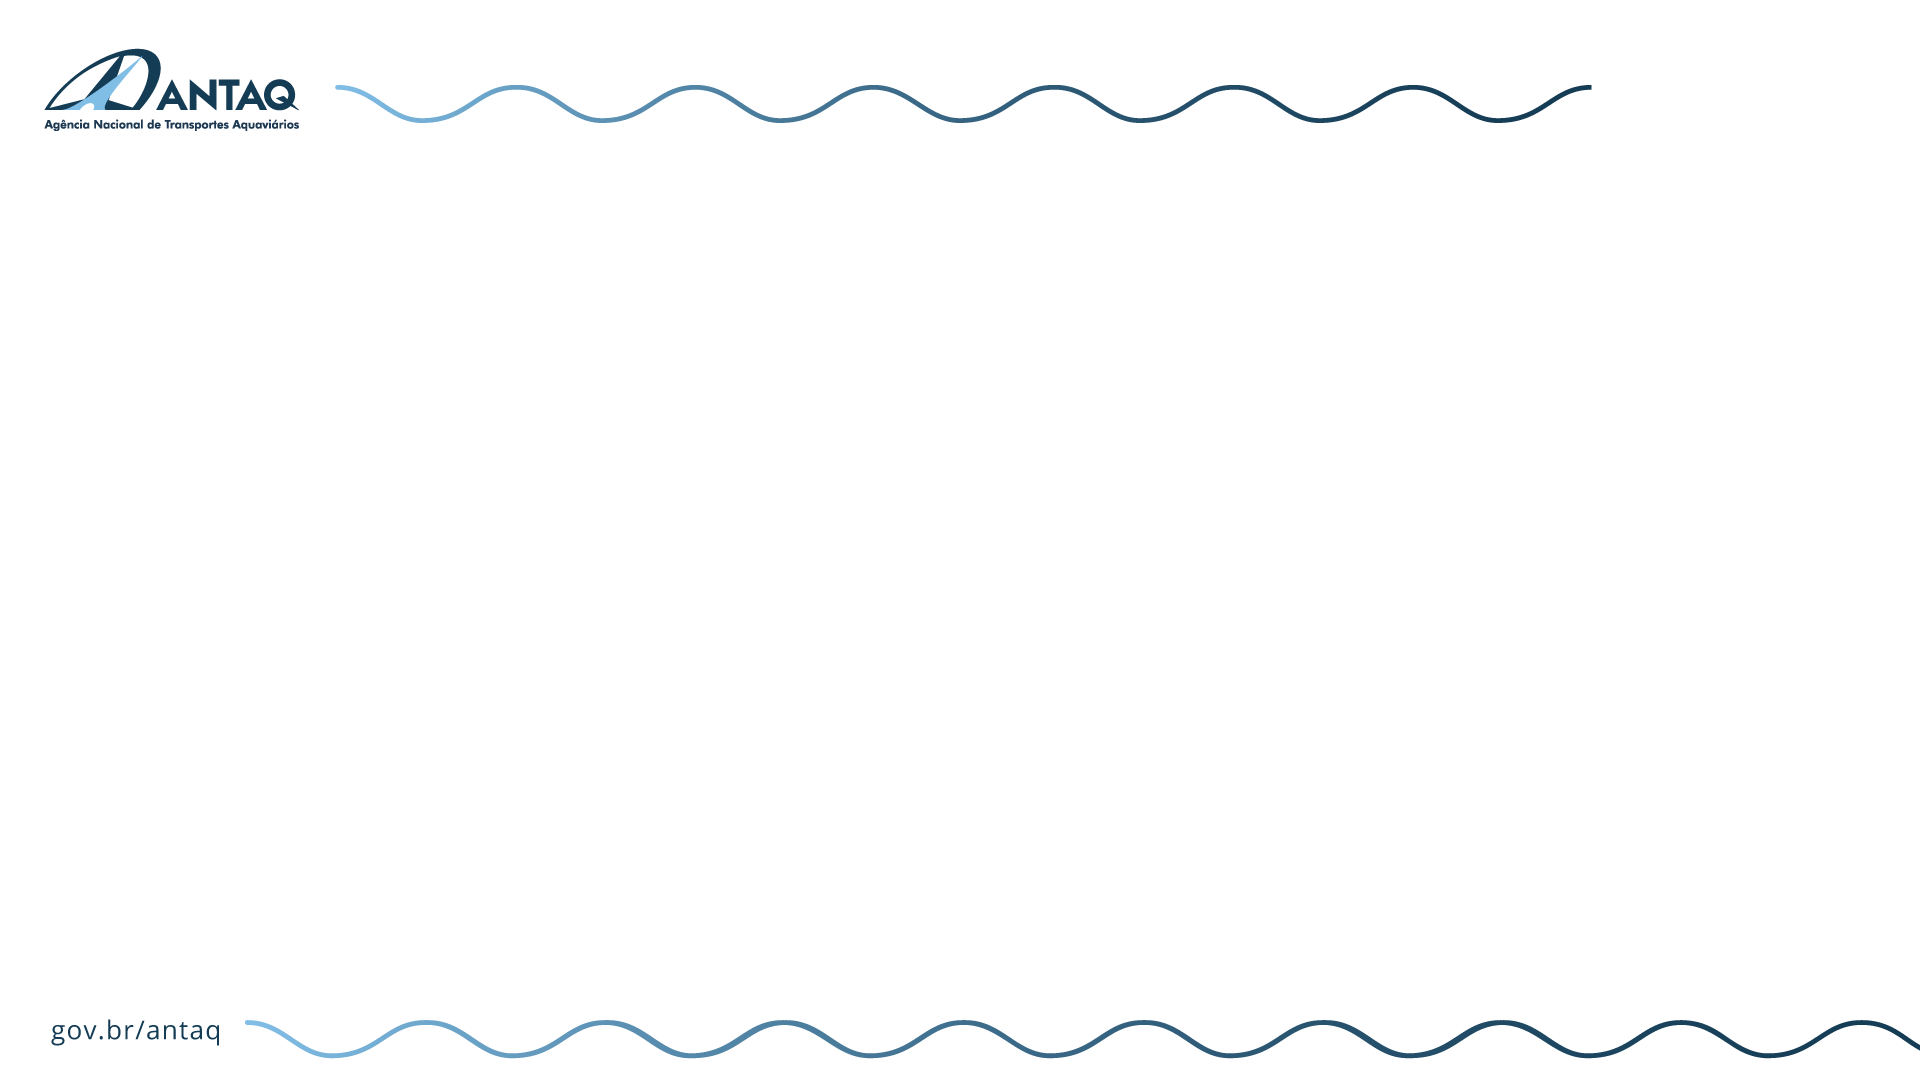 ANTAQ
Agência Nacional de Transportes Aquaviários
gov.br/antaq